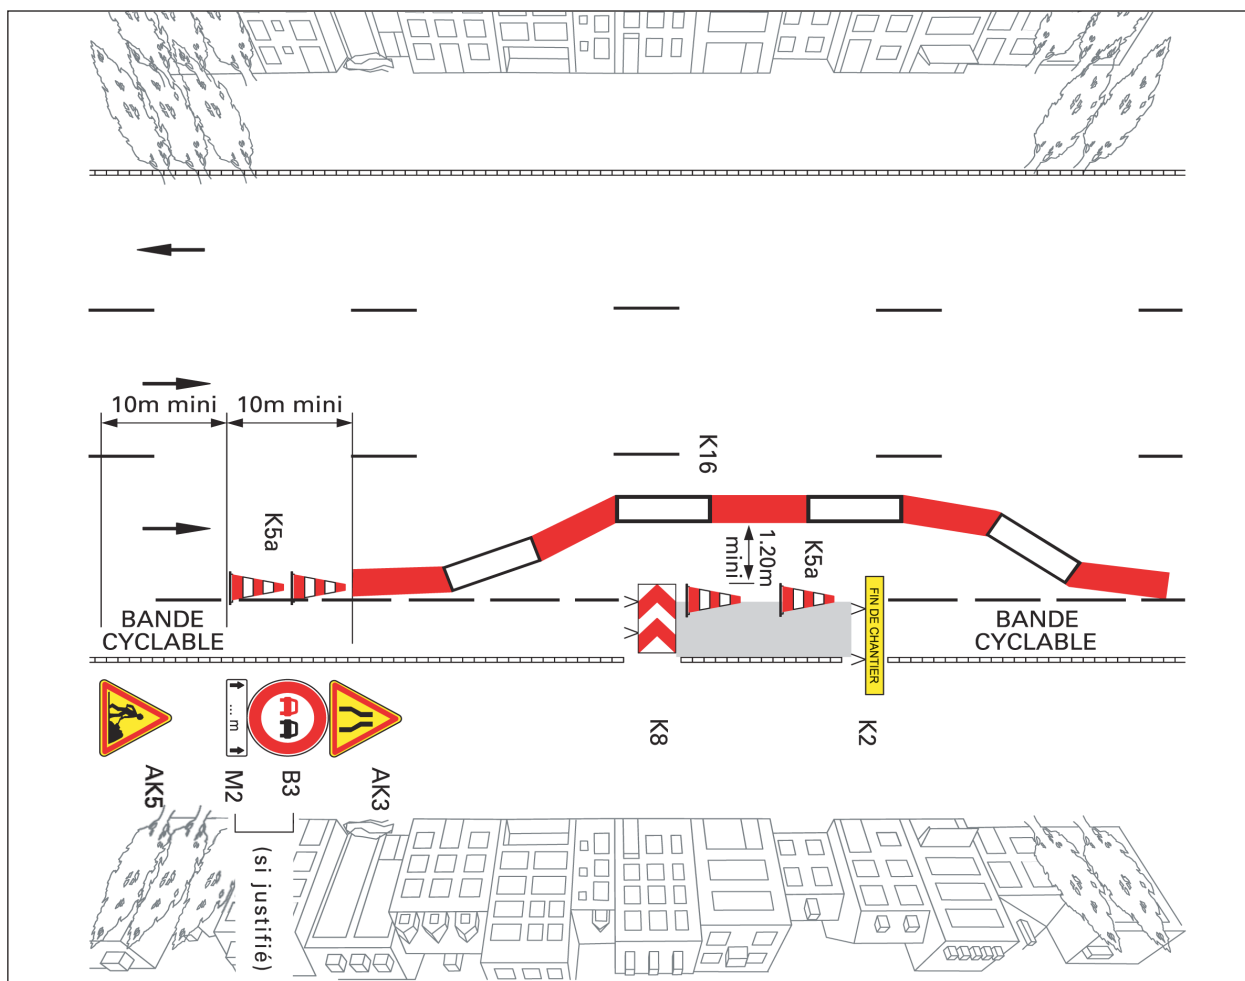 10m mini
10m mini
K16
K5a
1.20m
mini
K5a
BANDE
CYCLABLE
FIN DE CHANTIER
BANDE
CYCLABLE
... m
K8
K2
AK5
M2
B3
AK3
(si justifié)